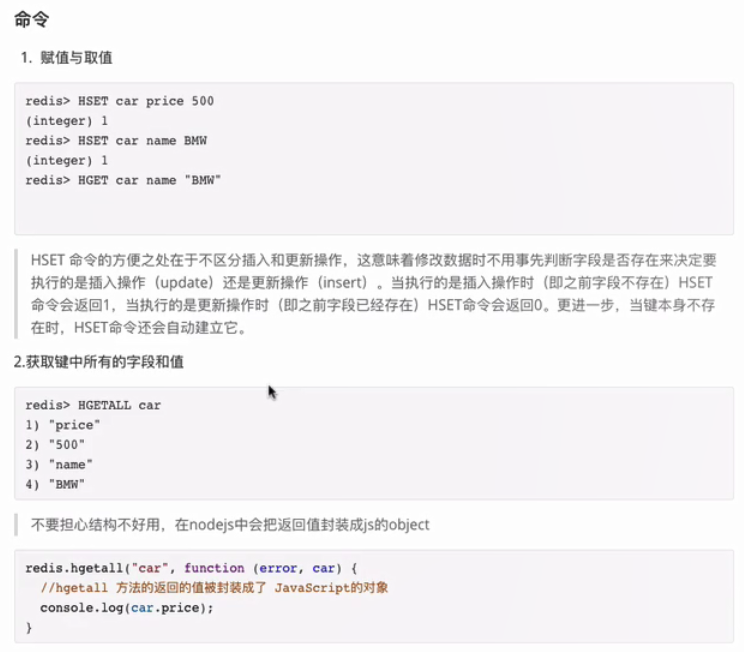 命令
1. 赋值与取值
redis> HSET car price 500
(integer) 1
redis> HSET car name BMW
(integer) 1
redis> HGET car name "BMW"
HSET 命令的方便之处在于不区分插入和更新操作，这意味着修改数据时不用事先判断字段是否存在来决定要
执行的是插入操作（update）还是更新操作（insert）。当执行的是插入操作时（即之前字段不存在）HSET
命令会返回1，当执行的是更新操作时（即之前字段已经存在）HSET命令会返回0。更进一步，当键本身不存
在时，HSET命令还会自动建立它。
2.获取键中所有的字段和值
redis> HGETALL car
1) "price"
2) "500"
3) "name"
4) "BMW"
不要担心结构不好用，在nodejs中会把返回值封装成js的object
redis.hgetall("car", function (error, car) {
//hgetall 方法的返回的值被封装成了 JavaScript的对象
console.log(car.price);
}